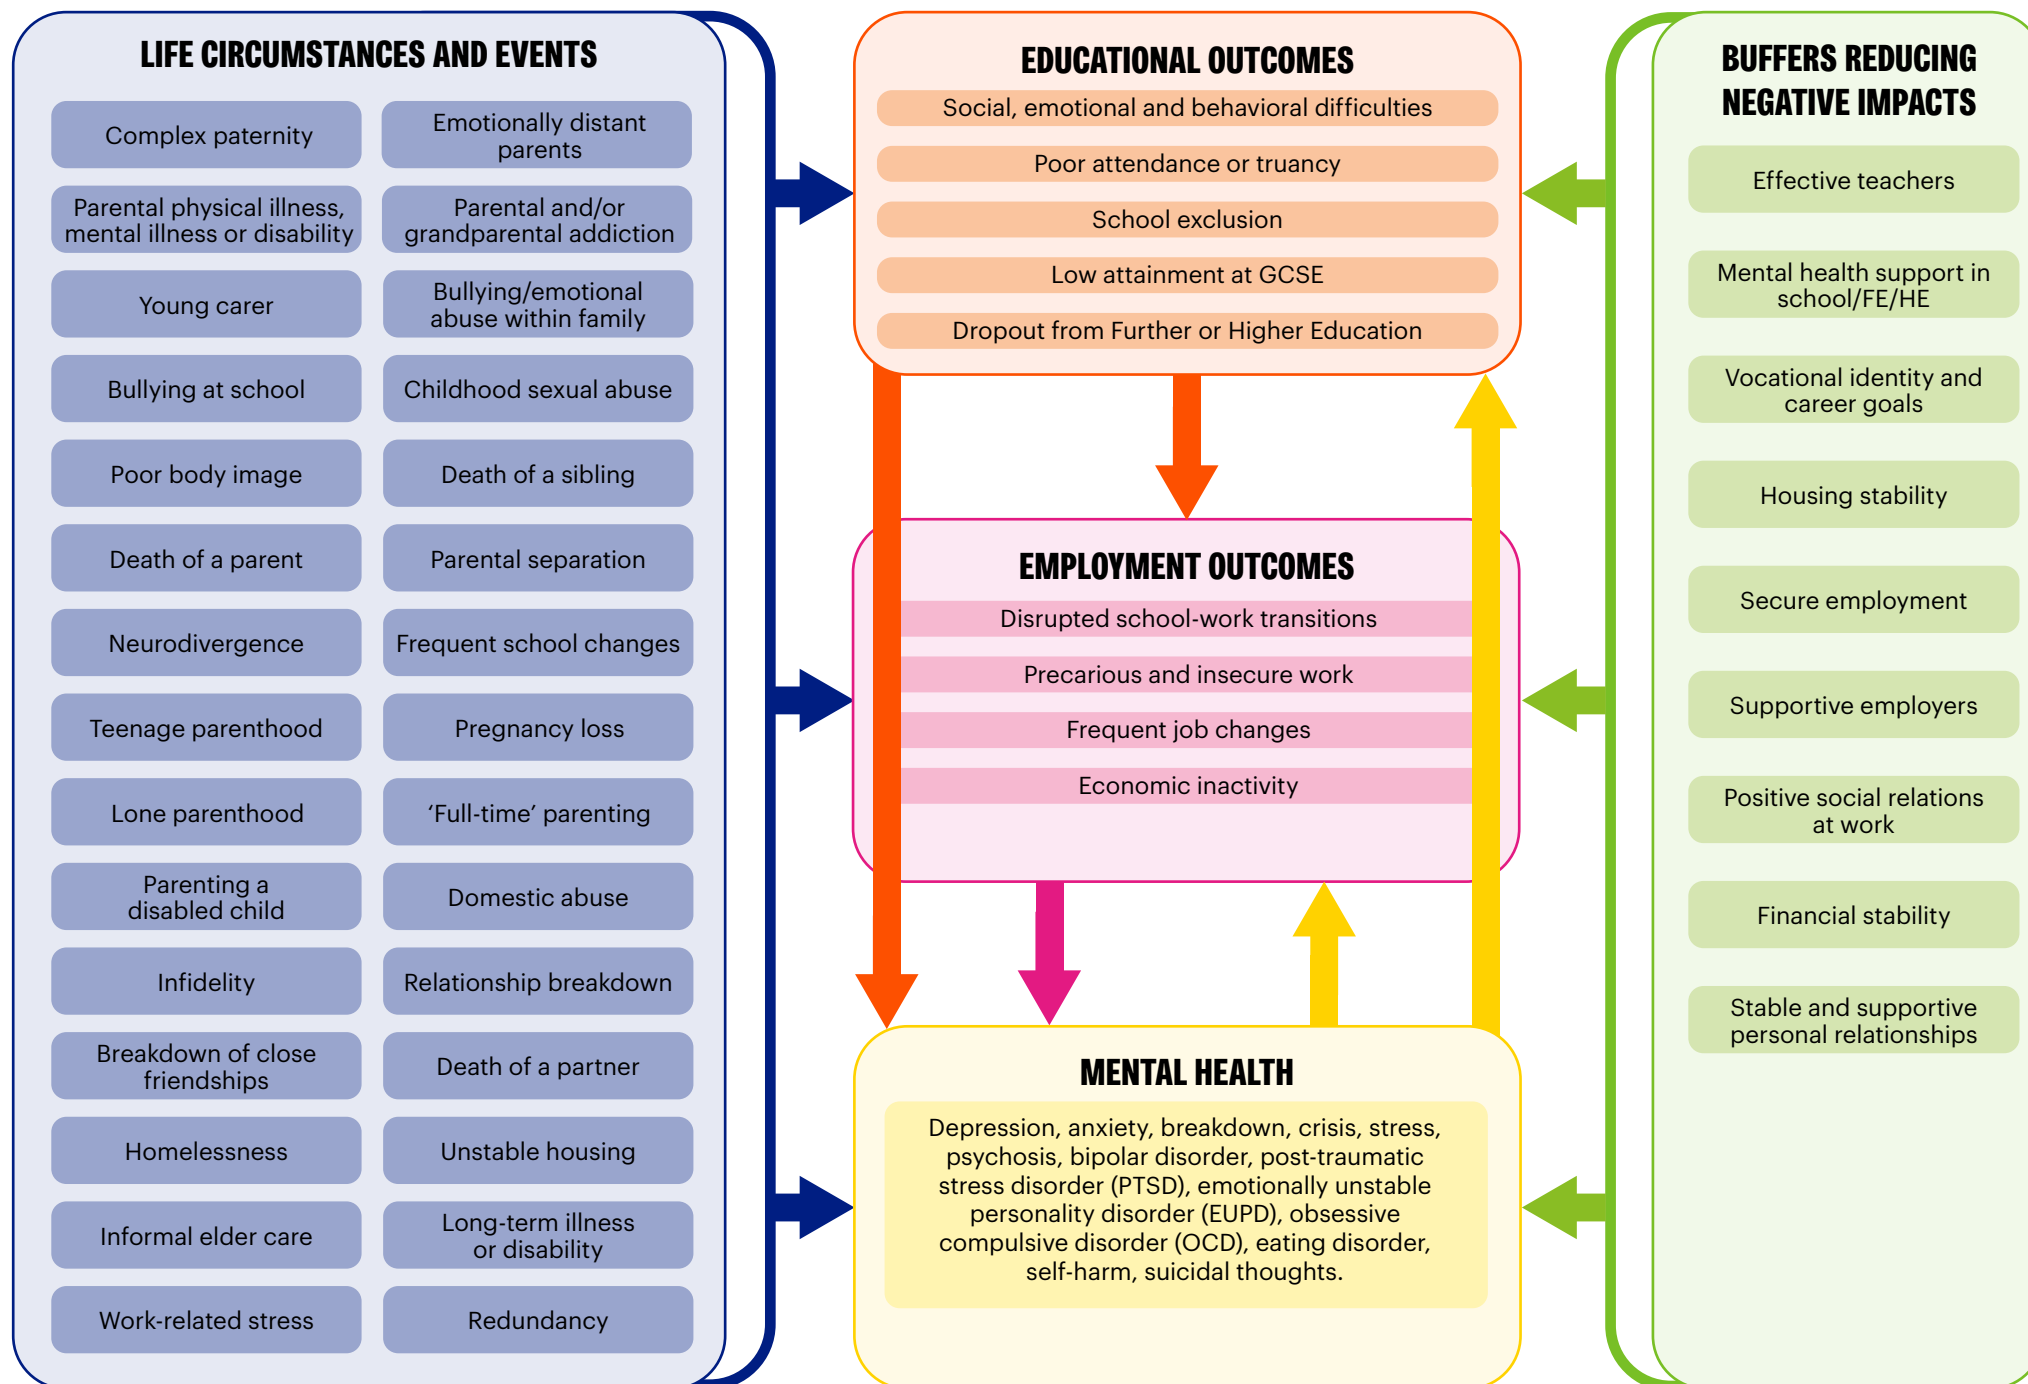 LIFE CIRCUMSTANCES AND EVENTS
Complex paternity
Emotionally distant
parents
Parental physical illness,
mental illness or disability
Parental and/or
grandparental addiction
Young carer
Bullying/emotional
abuse within family
Bullying at school
Childhood sexual abuse
Poor body image
Death of a sibling
Death of a parent
Parental separation
Neurodivergence
Frequent school changes
Teenage parenthood
Pregnancy loss
Lone parenthood
‘Full-time’ parenting
Parenting a
disabled child
Domestic abuse
Infidelity
Relationship breakdown
Breakdown of close
friendships
Death of a partner
Homelessness
Unstable housing
Informal elder care
Long-term illness
or disability
Work-related stress
Redundancy
EDUCATIONAL OUTCOMES
Social, emotional and behavioral difficulties
Poor attendance or truancy
School exclusion
Low attainment at GCSE
Dropout from Further or Higher Education
EMPLOYMENT OUTCOMES
Disrupted school-work transitions
Precarious and insecure work
Frequent job changes
Economic inactivity
MENTAL HEALTH
Depression, anxiety, breakdown, crisis, stress,
psychosis, bipolar disorder, post-traumatic
stress disorder (PTSD), emotionally unstable
personality disorder (EUPD), obsessive
compulsive disorder (OCD), eating disorder,
self-harm, suicidal thoughts.
BUFFERS REDUCING
NEGATIVE IMPACTS
Effective teachers
Mental health support in
school/FE/HE
Vocational identity and
career goals
Housing stability
Secure employment
Supportive employers
Positive social relations
at work
Financial stability
Stable and supportive
personal relationships